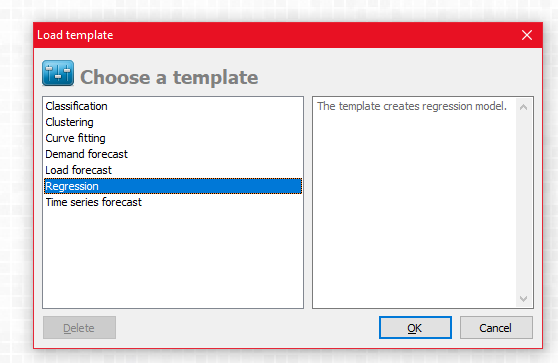 Load template
Choose a template
Classification
Clustering
Curve fitting
Demand forecast
Load forecast
Regression
Time series forecast
The template creates regression model.
Delete
OK
Cancel